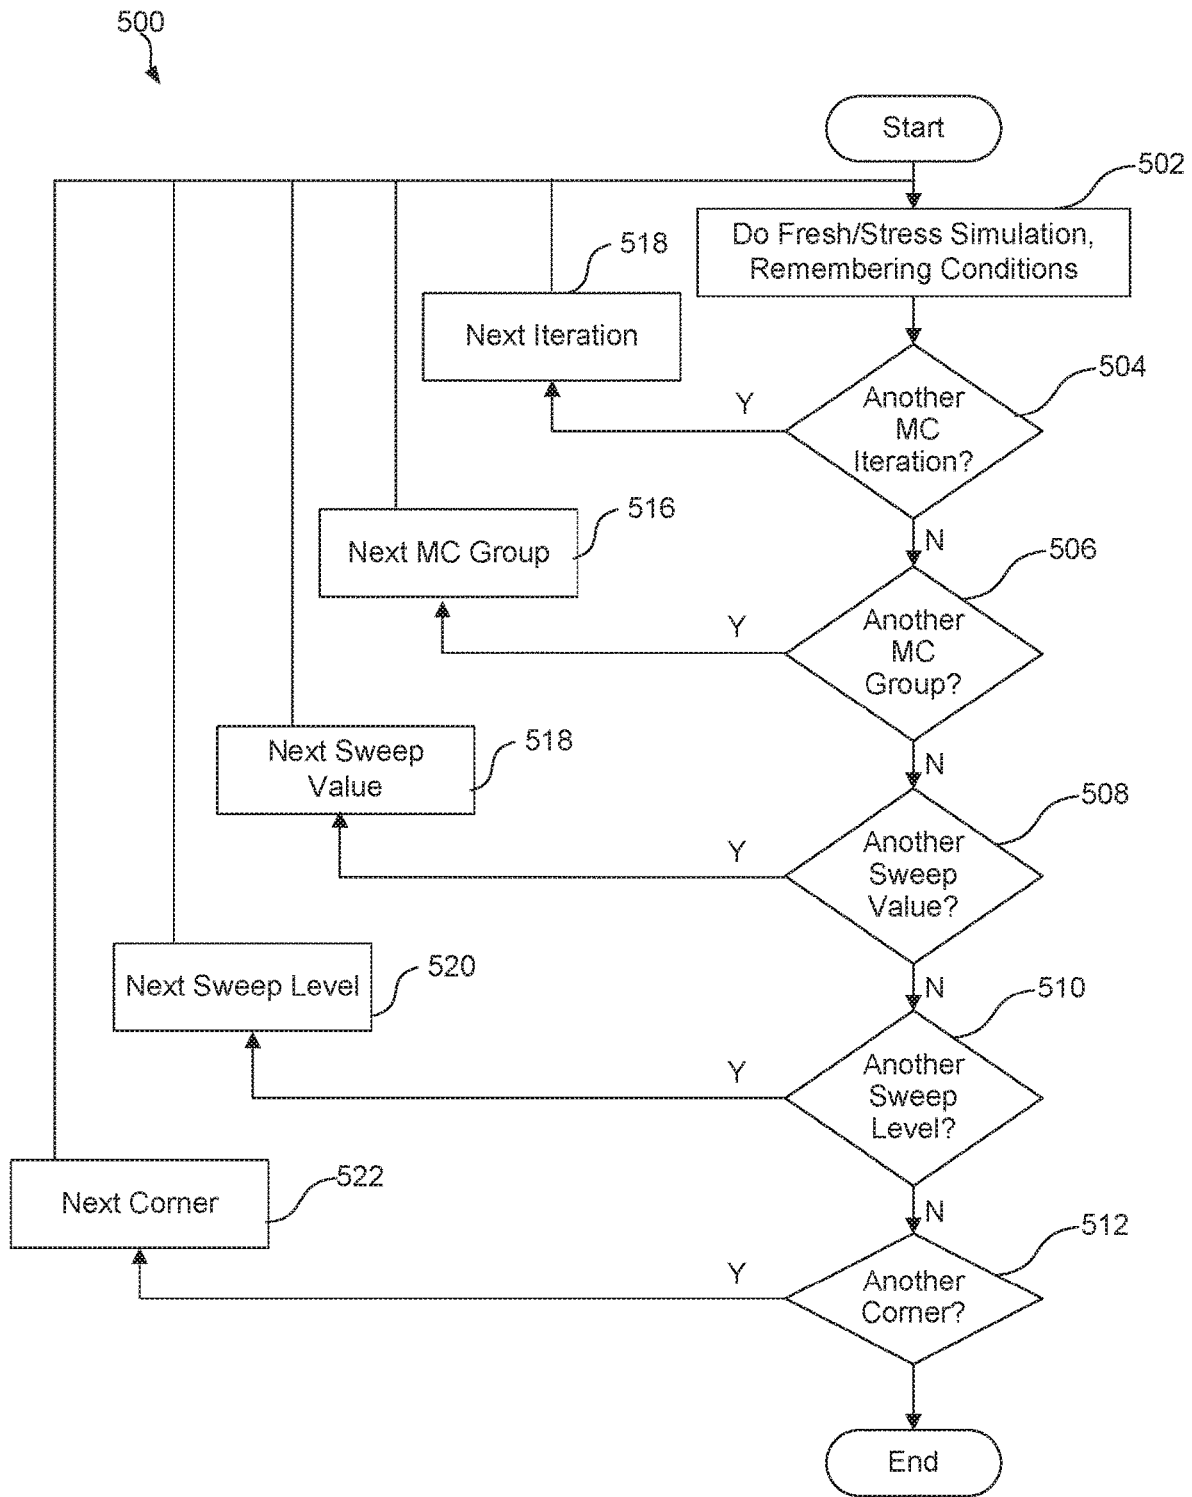 500
Start
502
Do Fresh/Stress Simulation,
Remembering Conditions
518
Next Iteration
504
Another
MC
Iteration?
Y
N
516
Next MC Group
506
Another
MC
Group?
Y
N
518
Next Sweep
Value
508
Another
Sweep
Value?
Y
N
520
Next Sweep Level
510
Another
Sweep
Level?
Y
N
522
Next Corner
512
Another
Corner?
Y
End